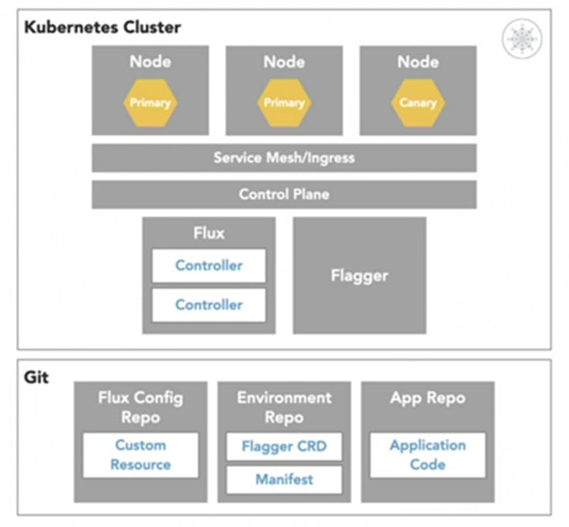 Kubernetes Cluster
Node
Node
Node
Primary
Primary
Canary
Service Mesh/Ingress
Control Plane
Flux
Controller
Controller
Flagger
Git
Flux Config
Repo
Custom
Resource
Environment
Repo
Flagger CRD
Manifest
App Repo
Application
Code